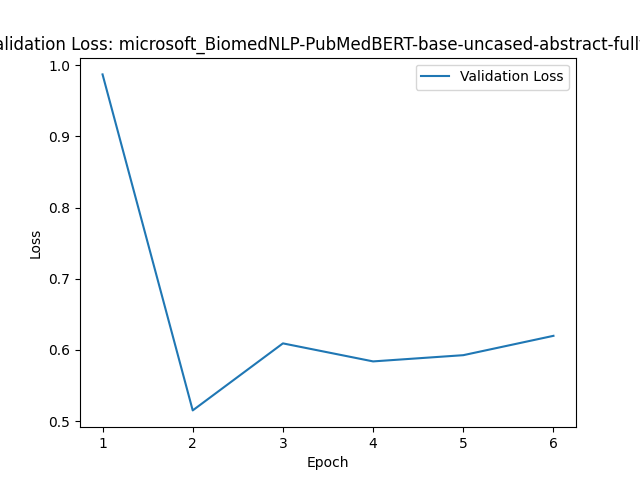 alidation Loss: microsoft_BiomedNLP-PubMedBERT-base-uncased-abstract-full
Validation Loss
1.0
0.9
0.8
0.7
0.6
0.5
Loss
1 2 3 4 5 6
Epoch